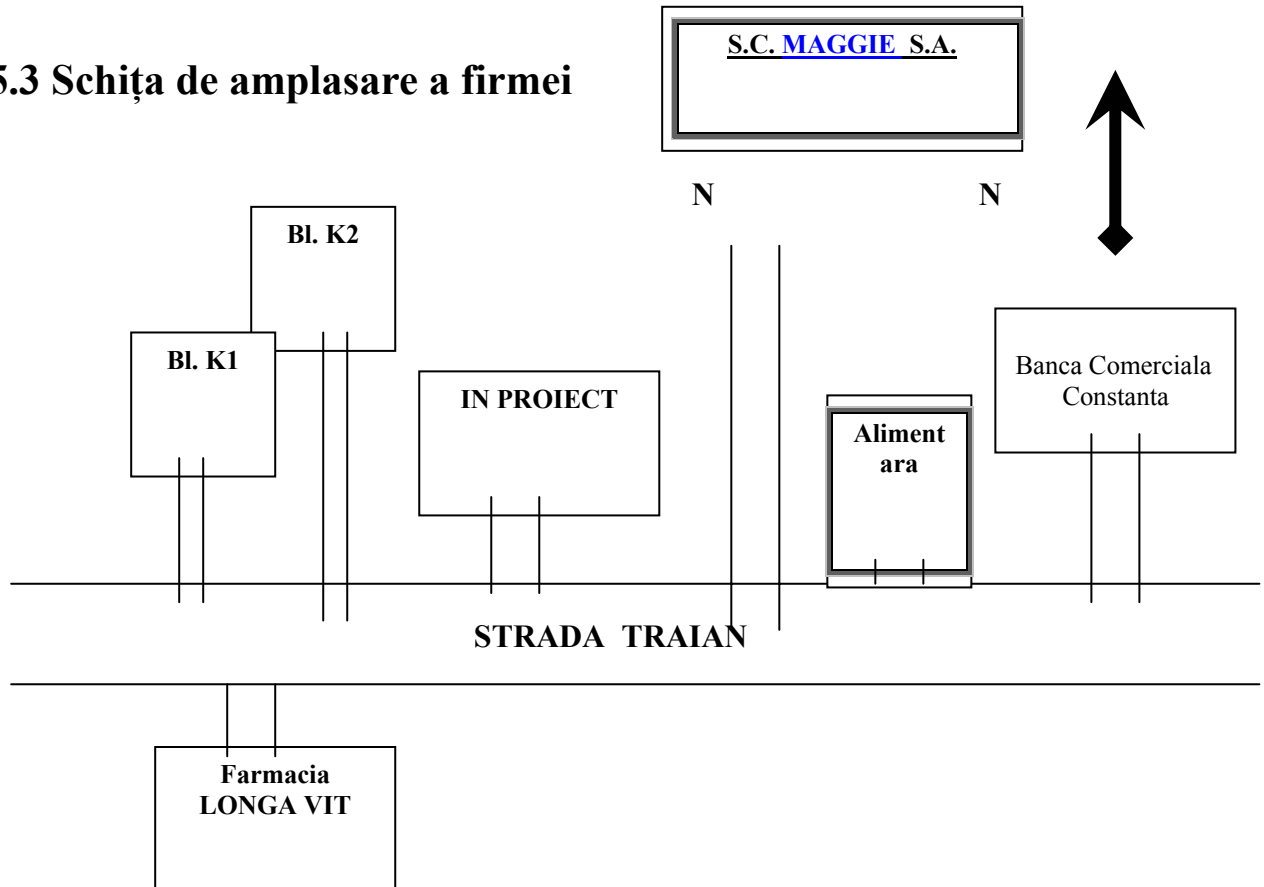 S.C. MAGGIE S.A.
5.3 Schița de amplasare a firmei
N N
Bl. K2
Bl. K1
IN PROIECT
Banca Comerciala
Constanta
Aliment
ara
STRADA TRAIAN
Farmacia
LONGA VIT